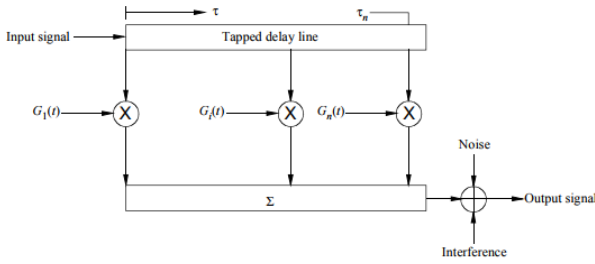 τ
τn
Input signal
Tapped delay line
G1(t)
Gi(t)
Gn(t)
X
X
X
Noise
Σ
Output signal
Interference